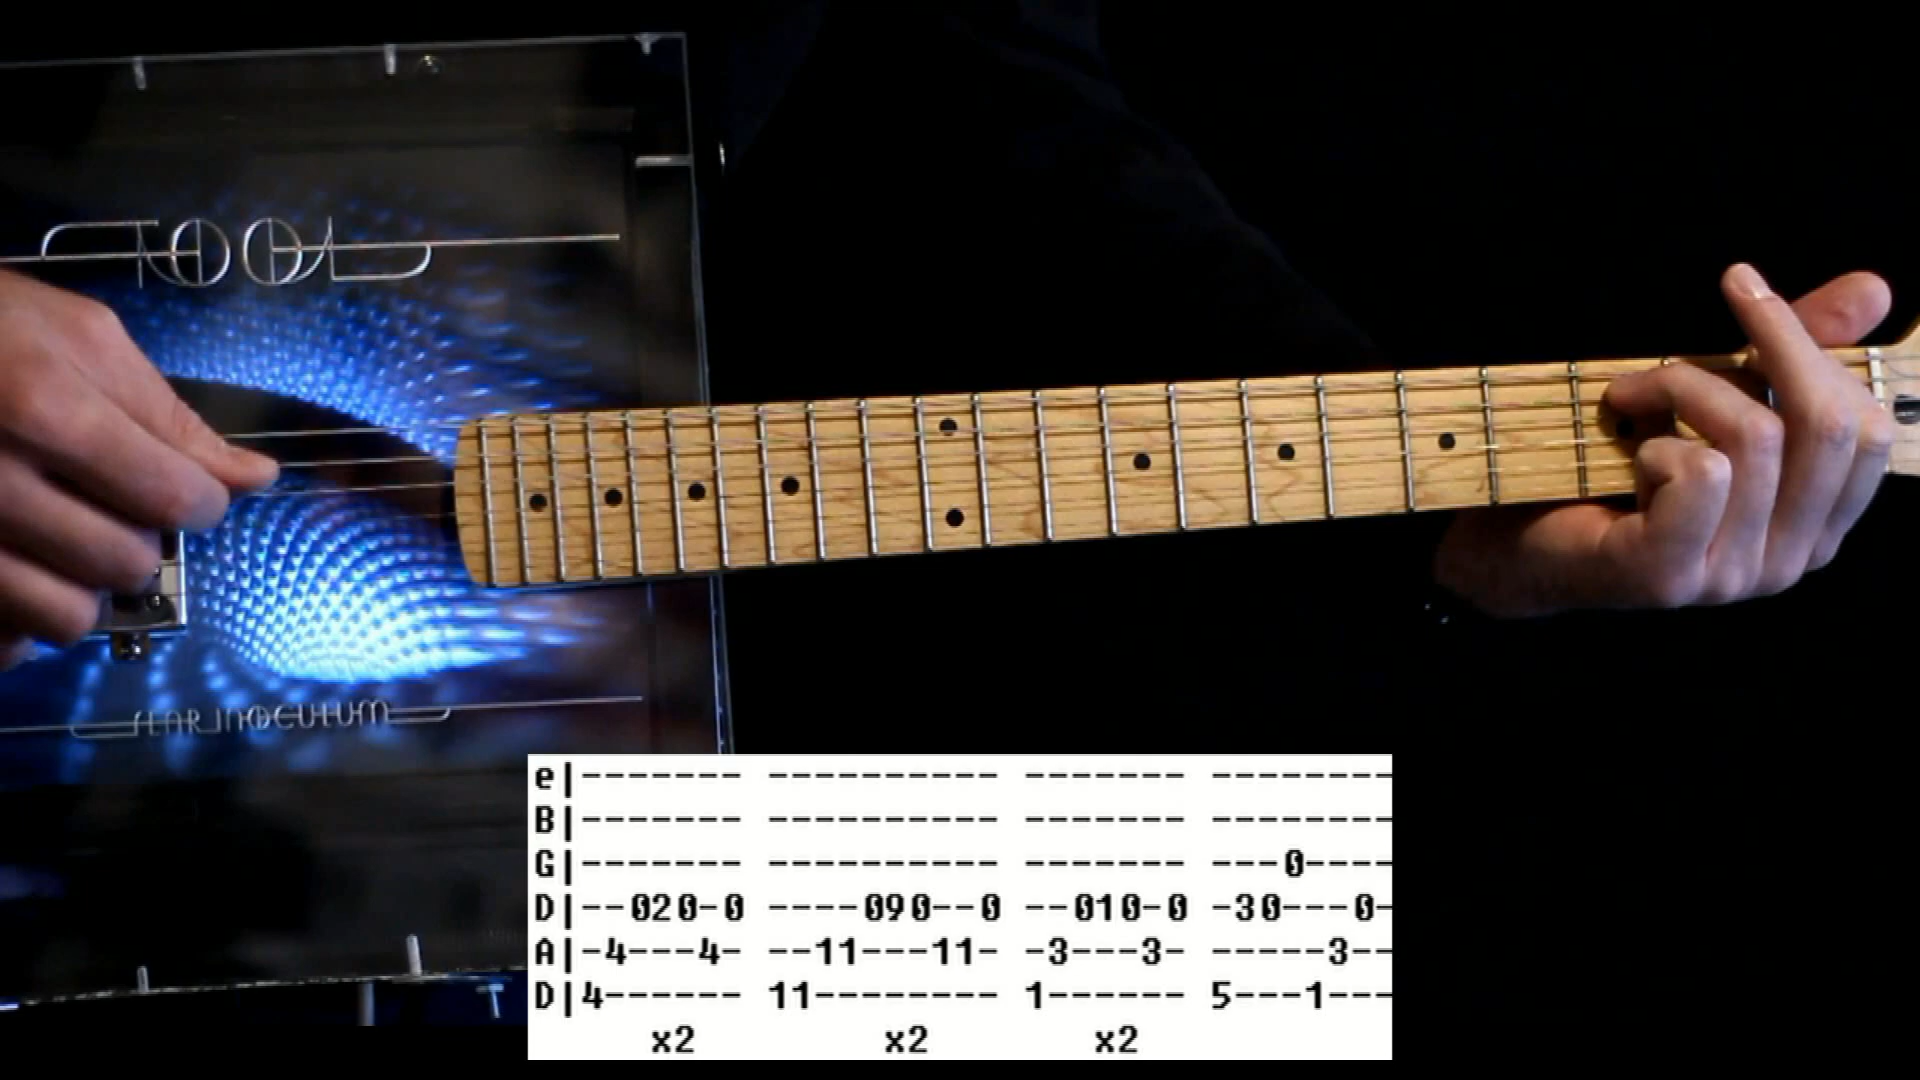 TOOL
FEAR INOCULUM
e|------- ---------- ------- --------
B|------- ---------- ------- --------
G|------- ---------- ------- ---0----
D|--020-0 ----090--0 --010-0 -30---0-
A|-4---4- --11---11- -3---3- -----3---
D|4------ 11-------- 1------ 5---1---
x2 x2 x2